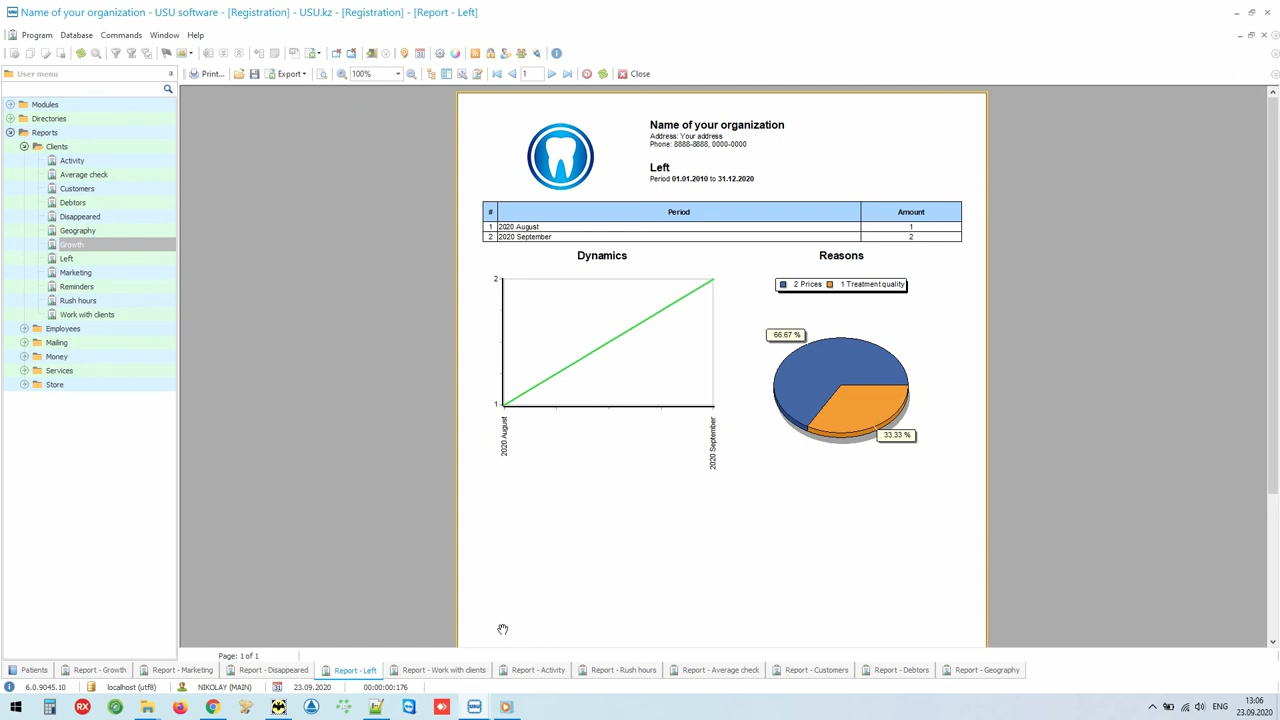 Name of your organization - USU software - [Registration] - USU.kz - [Registration] - [Report - Left]
Program Database Commands Window Help
User menu
Print... Export 100% 1 Close
Modules
Directories
Reports
Clients
Activity
Average check
Customers
Debtors
Disappeared
Geography
Growth
Left
Marketing
Reminders
Rush hours
Work with clients
Employees
Mailing
Money
Services
Store
Name of your organization
Address: Your address
Phone: 8888-8888, 0000-0000
Left
Period 01.01.2010 to 31.12.2020
# Period Amount
1 2020 August 1
2 2020 September 2
Dynamics
2
1
2020 August
2020 September
Reasons
2 Prices 1 Treatment quality
66.67 %
33.33 %
Page: 1 of 1
Patients Report - Growth Report - Marketing Report - Disappeared Report - Left Report - Work with clients Report - Activity Report - Rush hours Report - Average check Report - Customers Report - Debtors Report - Geography
6.0.9045.10 localhost (utf8) NIKOLAY (MAIN) 23.09.2020 00:00:00:176
ENG 13:06
23.09.2020